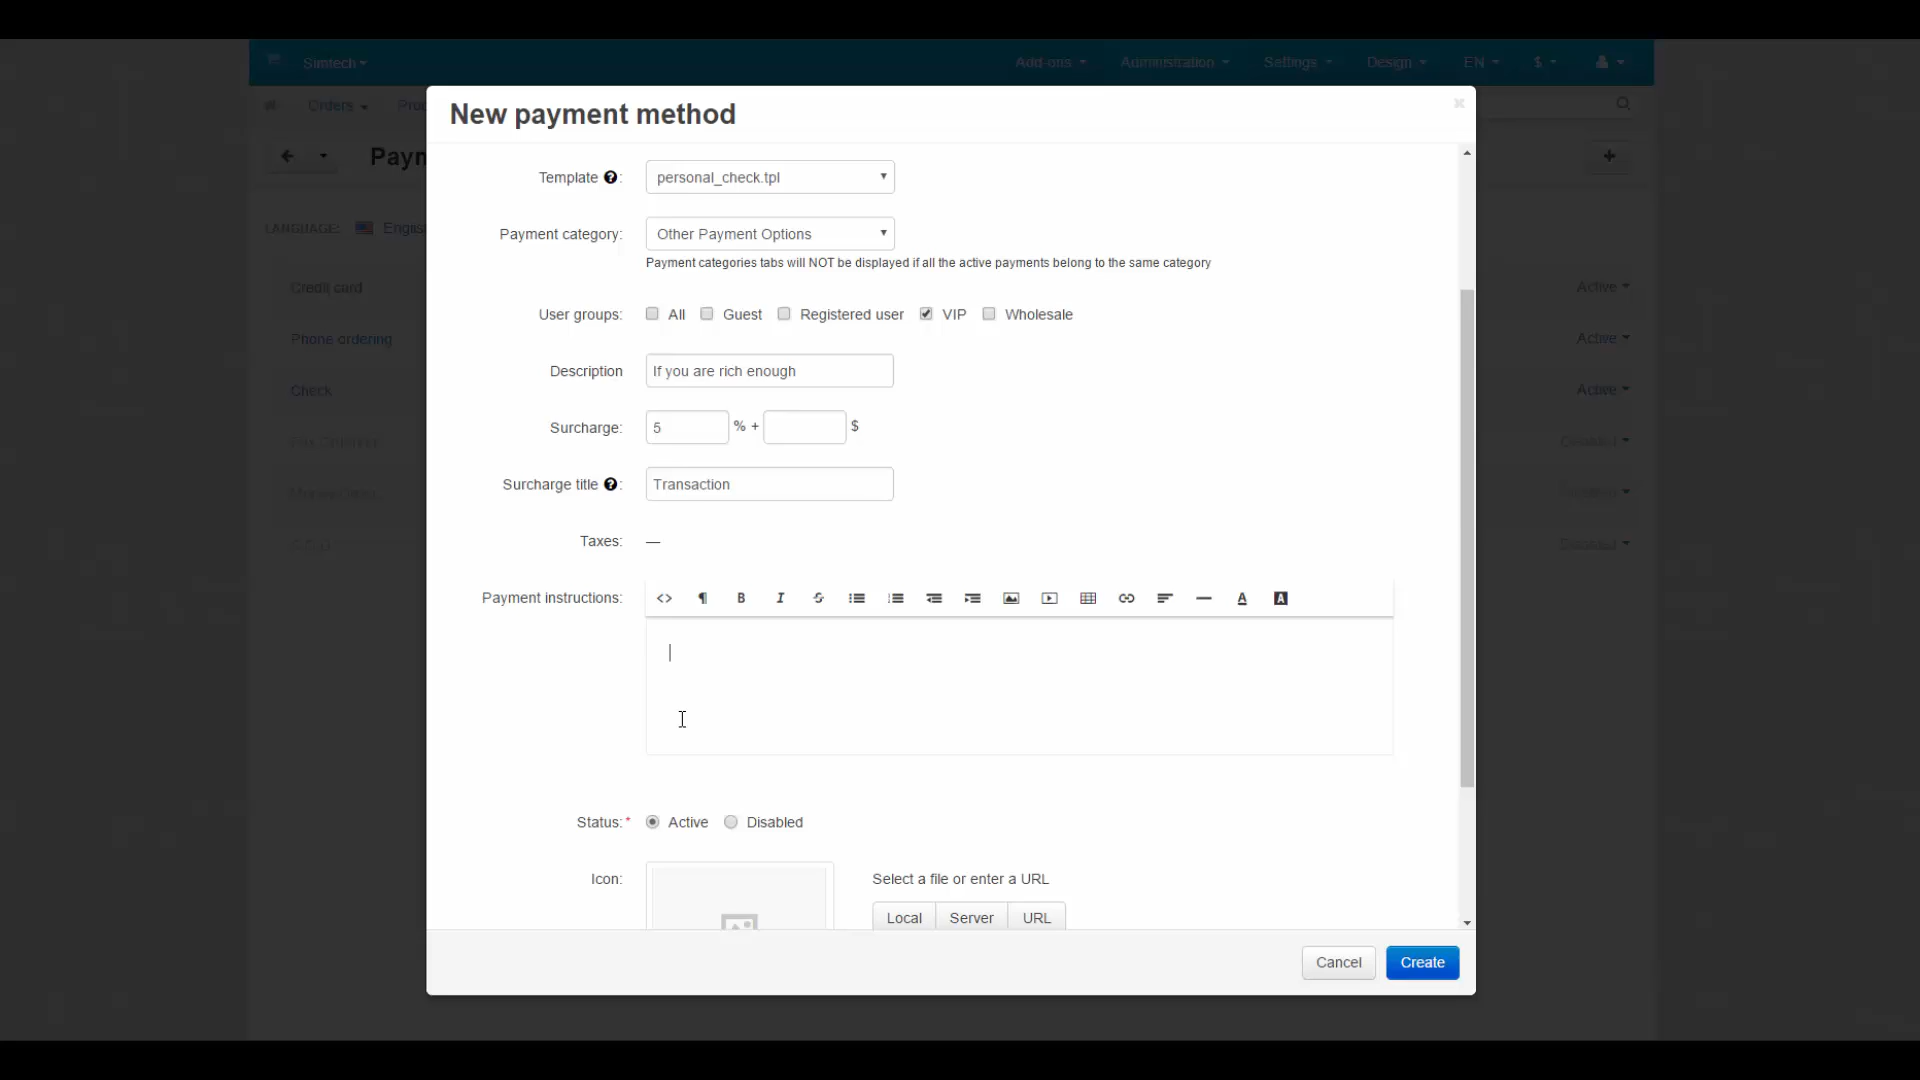 Simtech
Add-ons
Administration
Settings
Design
EN
$
Orders
New payment method
LANGUAGE:
Template ?:
personal_check.tpl
Payment category:
Other Payment Options
Payment categories tabs will NOT be displayed if all the active payments belong to the same category
Credit card
Active
User groups:
All
Guest
Registered user
VIP
Wholesale
Phone ordering
Active
Description
If you are rich enough
Check
Active
Surcharge:
5
% +
$
Surcharge title ?:
Transaction
Disabled
Taxes:
—
Payment instructions:
<> ¶ B I S A A
Status:*
Active
Disabled
Icon:
Select a file or enter a URL
Local
Server
URL
Cancel
Create